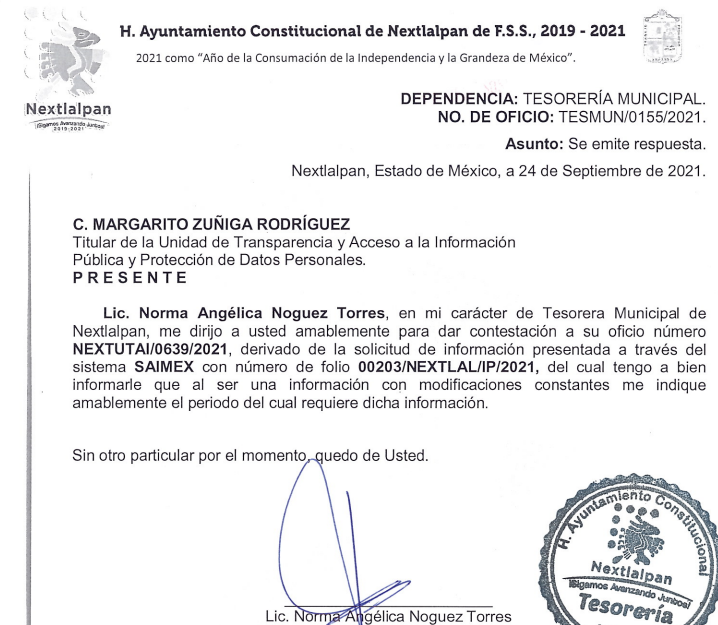 H. Ayuntamiento Constitucional de Nextlalpan de F.S.S., 2019 - 2021
2021 como “Año de la Consumación de la Independencia y la Grandeza de México”.
Nextlalpan
¡Sigamos Avanzando Juntos!
2019-2021
DEPENDENCIA: TESORERÍA MUNICIPAL.
NO. DE OFICIO: TESMUN/0155/2021.
Asunto: Se emite respuesta.
Nextlalpan, Estado de México, a 24 de Septiembre de 2021.
C. MARGARITO ZUÑIGA RODRÍGUEZ
Titular de la Unidad de Transparencia y Acceso a la Información
Pública y Protección de Datos Personales.
P R E S E N T E
Lic. Norma Angélica Noguez Torres, en mi carácter de Tesorera Municipal de
Nextlalpan, me dirijo a usted amablemente para dar contestación a su oficio número
NEXTUTAI/0639/2021, derivado de la solicitud de información presentada a través del
sistema SAIMEX con número de folio 00203/NEXTLAL/IP/2021, del cual tengo a bien
informarle que al ser una información con modificaciones constantes me indique
amablemente el periodo del cual requiere dicha información.
Sin otro particular por el momento, quedo de Usted.
Lic. Norma Angélica Noguez Torres
H. Ayuntamiento Constitucional
Nextlalpan
¡Sigamos Avanzando Juntos!
Tesorería